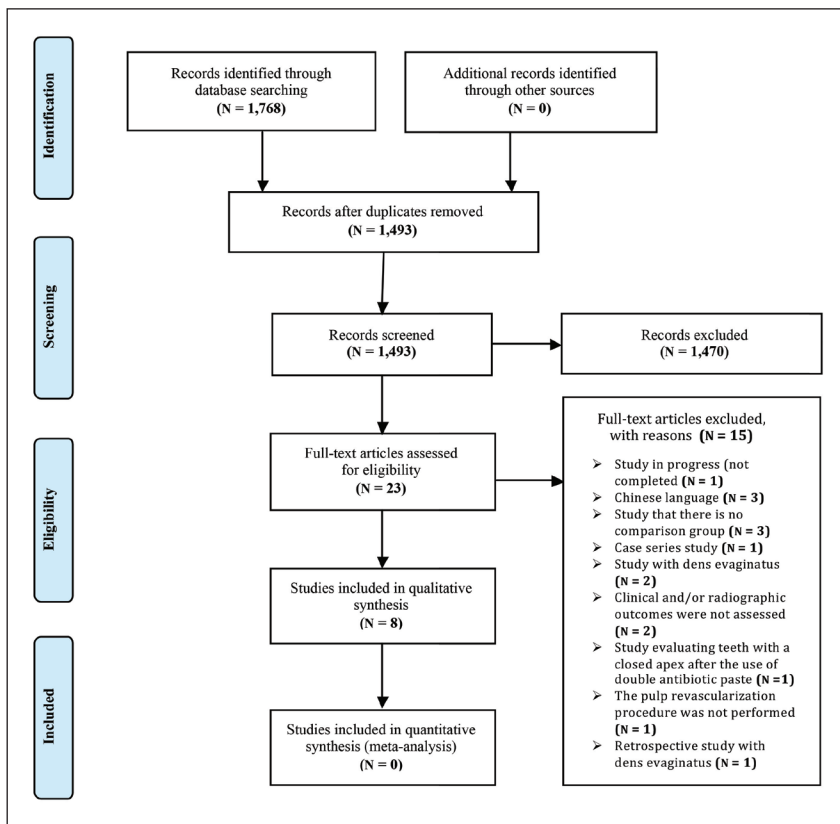 Identification
Records identified through
database searching
(N = 1,768)
Additional records identified
through other sources
(N = 0)
Records after duplicates removed
(N = 1,493)
Screening
Records screened
(N = 1,493)
Records excluded
(N = 1,470)
Eligibility
Full-text articles assessed
for eligibility
(N = 23)
Full-text articles excluded,
with reasons (N = 15)
➢ Study in progress (not
completed (N = 1)
➢ Chinese language (N = 3)
➢ Study that there is no
comparison group (N = 3)
➢ Case series study (N = 1)
➢ Study with dens evaginatus
(N = 2)
➢ Clinical and/or radiographic
outcomes were not assessed
(N = 2)
➢ Study evaluating teeth with a
closed apex after the use of
double antibiotic paste (N =1)
➢ The pulp revascularization
procedure was not performed
(N = 1)
➢ Retrospective study with
dens evaginatus (N = 1)
Studies included in qualitative
synthesis
(N = 8)
Included
Studies included in quantitative
synthesis (meta-analysis)
(N = 0)